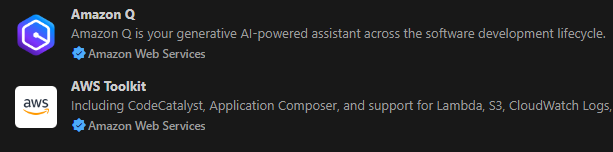 Amazon Q
Amazon Q is your generative AI-powered assistant across the software development lifecycle.
Amazon Web Services
AWS Toolkit
aws
Including CodeCatalyst, Application Composer, and support for Lambda, S3, CloudWatch Logs,
Amazon Web Services